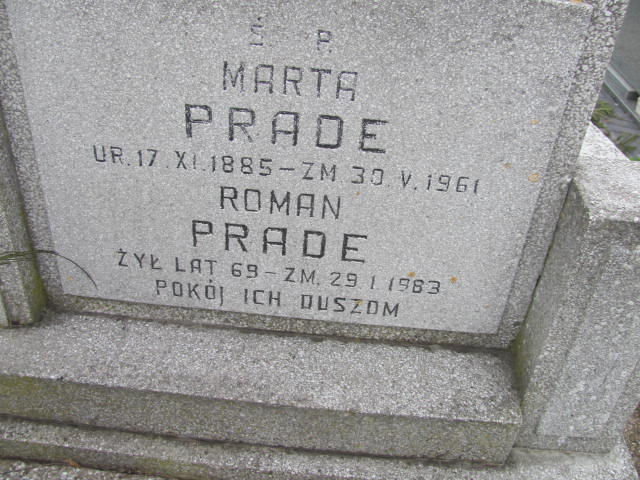 Ś. P.
MARTA
PRADE
UR. 17. XI. 1885 - ZM 30. V. 1961
ROMAN
PRADE
ŻYŁ LAT 69 - ZM. 29. I. 1983
POKÓJ ICH DUSZOM